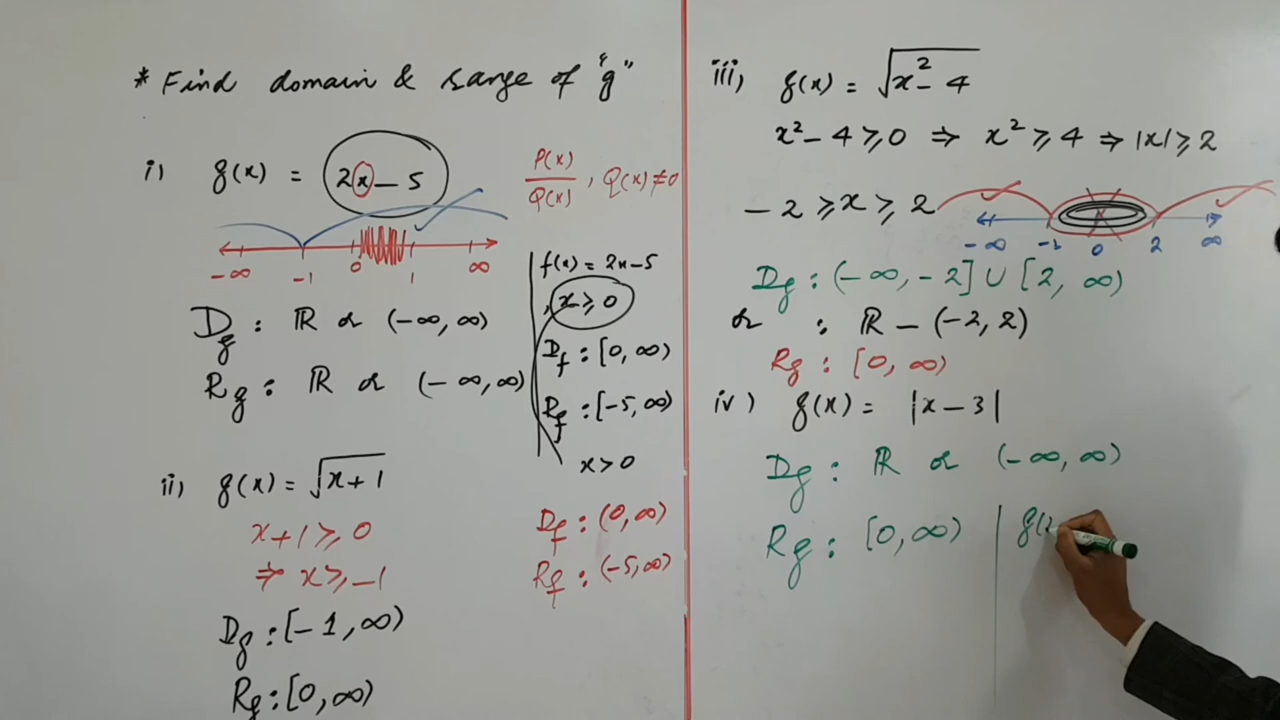 * Find domain & range of "g"
i) g(x) = 2x - 5
P(x)/Q(x), Q(x) ≠ 0
-∞ -1 0 1 ∞
Dg : ℝ or (-∞, ∞)
Rg : ℝ or (-∞, ∞)
f(x) = 2x - 5
, x ≥ 0
Df : [0, ∞)
Rf : [-5, ∞)
x > 0
Df : (0, ∞)
Rf : (-5, ∞)
ii) g(x) = √(x + 1)
x + 1 ≥ 0
⇒ x ≥ -1
Dg : [-1, ∞)
Rg : [0, ∞)
iii) g(x) = √(x² - 4)
x² - 4 ≥ 0 ⇒ x² ≥ 4 ⇒ |x| ≥ 2
-2 ≥ x ≥ 2
-∞ -2 0 2 ∞
Dg : (-∞, -2] ∪ [2, ∞)
or : ℝ - (-2, 2)
Rg : [0, ∞)
iv) g(x) = |x - 3|
Dg : ℝ or (-∞, ∞)
Rg : [0, ∞)
g(